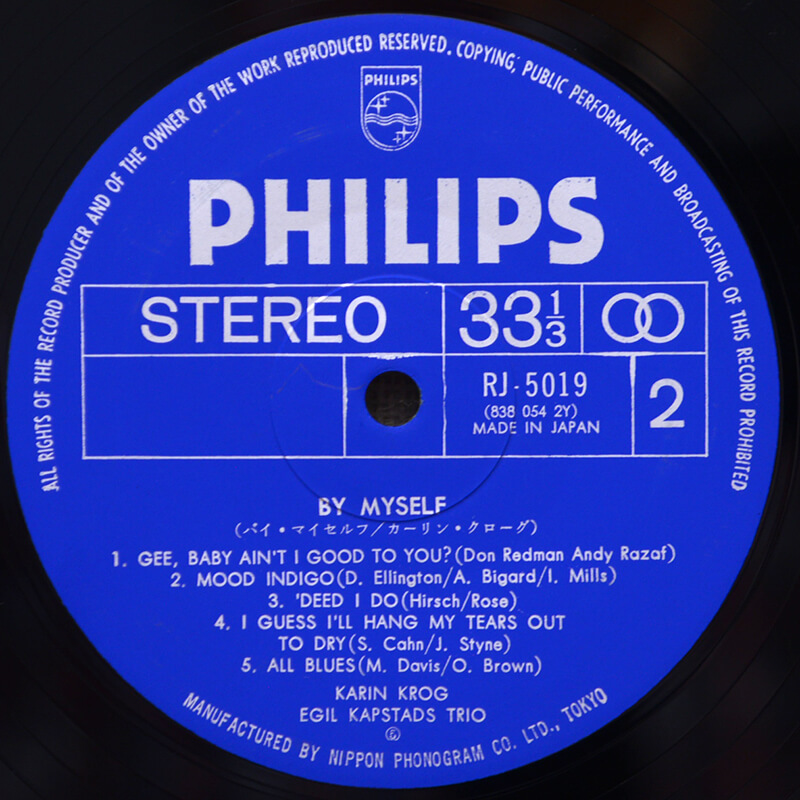 ALL RIGHTS OF THE RECORD PRODUCER AND OF THE OWNER OF THE WORK REPRODUCED RESERVED. COPYING, PUBLIC PERFORMANCE AND BROADCASTING OF THIS RECORD PROHIBITED
PHILIPS
PHILIPS
STEREO
33 1/3
RJ-5019
(838 054 2Y)
MADE IN JAPAN
2
BY MYSELF
(バイ・マイセルフ/カーリン・クローグ)
1. GEE, BABY AIN'T I GOOD TO YOU? (Don Redman Andy Razaf)
2. MOOD INDIGO (D. Ellington/A. Bigard/I. Mills)
3. 'DEED I DO (Hirsch/Rose)
4. I GUESS I'LL HANG MY TEARS OUT
TO DRY (S. Cahn/J. Styne)
5. ALL BLUES (M. Davis/O. Brown)
KARIN KROG
EGIL KAPSTADS TRIO
MANUFACTURED BY NIPPON PHONOGRAM CO. LTD., TOKYO